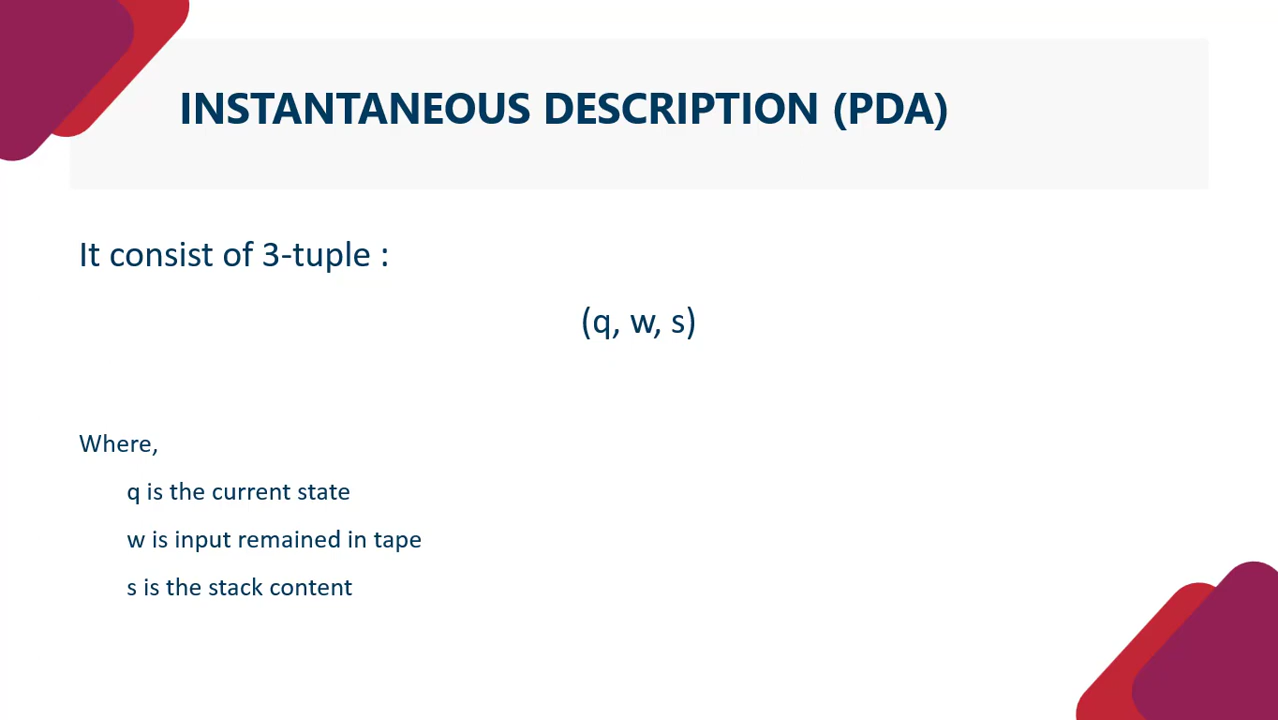 INSTANTANEOUS DESCRIPTION (PDA)
It consist of 3-tuple :
(q, w, s)
Where,
q is the current state
w is input remained in tape
s is the stack content